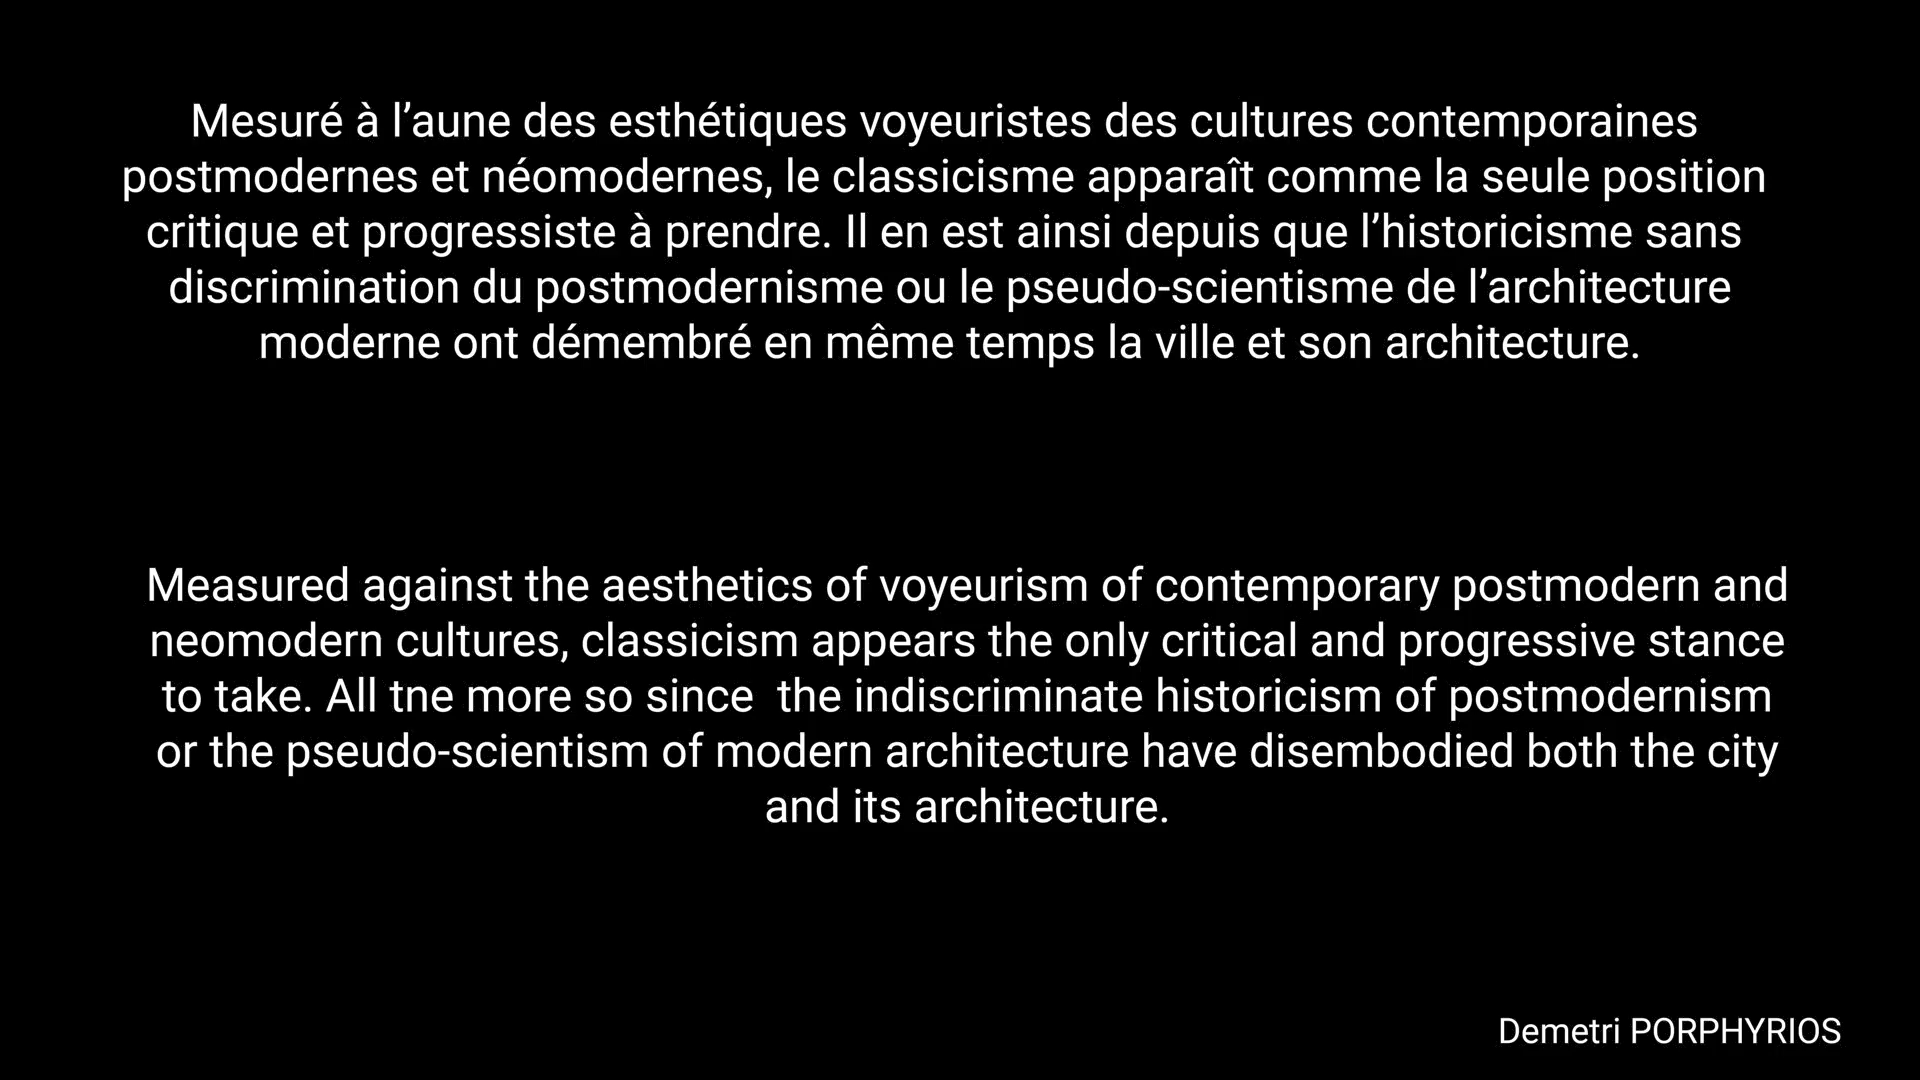 Mesuré à l’aune des esthétiques voyeuristes des cultures contemporaines
postmodernes et néomodernes, le classicisme apparaît comme la seule position
critique et progressiste à prendre. Il en est ainsi depuis que l’historicisme sans
discrimination du postmodernisme ou le pseudo-scientisme de l’architecture
moderne ont démembré en même temps la ville et son architecture.
Measured against the aesthetics of voyeurism of contemporary postmodern and
neomodern cultures, classicism appears the only critical and progressive stance
to take. All tne more so since  the indiscriminate historicism of postmodernism
or the pseudo-scientism of modern architecture have disembodied both the city
and its architecture.
Demetri PORPHYRIOS